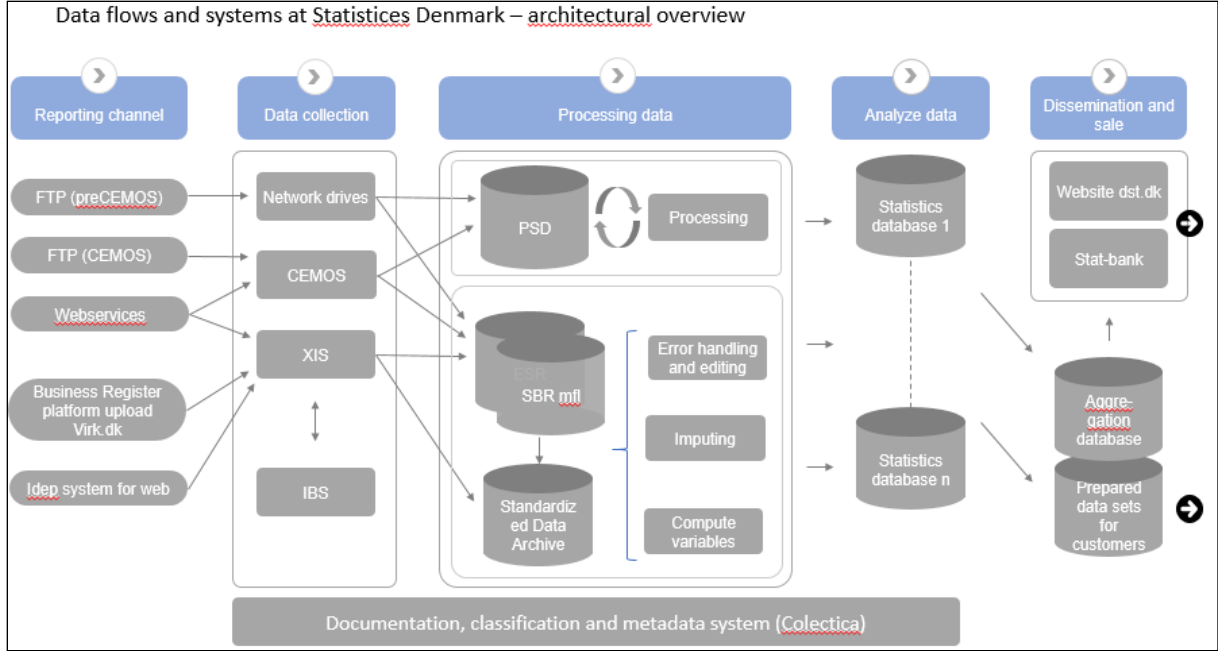 Data flows and systems at Statistices Denmark – architectural overview
Reporting channel
Data collection
Processing data
Analyze data
Dissemination and
sale
FTP (preCEMOS)
FTP (CEMOS)
Webservices
Business Register
platform upload
Virk.dk
Idep system for web
Network drives
CEMOS
XIS
IBS
PSD
Processing
ESR
SBR mfl
Standardiz
ed Data
Archive
Error handling
and editing
Imputing
Compute
variables
Statistics
database 1
Statistics
database n
Website dst.dk
Stat-bank
Aggre-
gation
database
Prepared
data sets
for
customers
Documentation, classification and metadata system (Colectica)